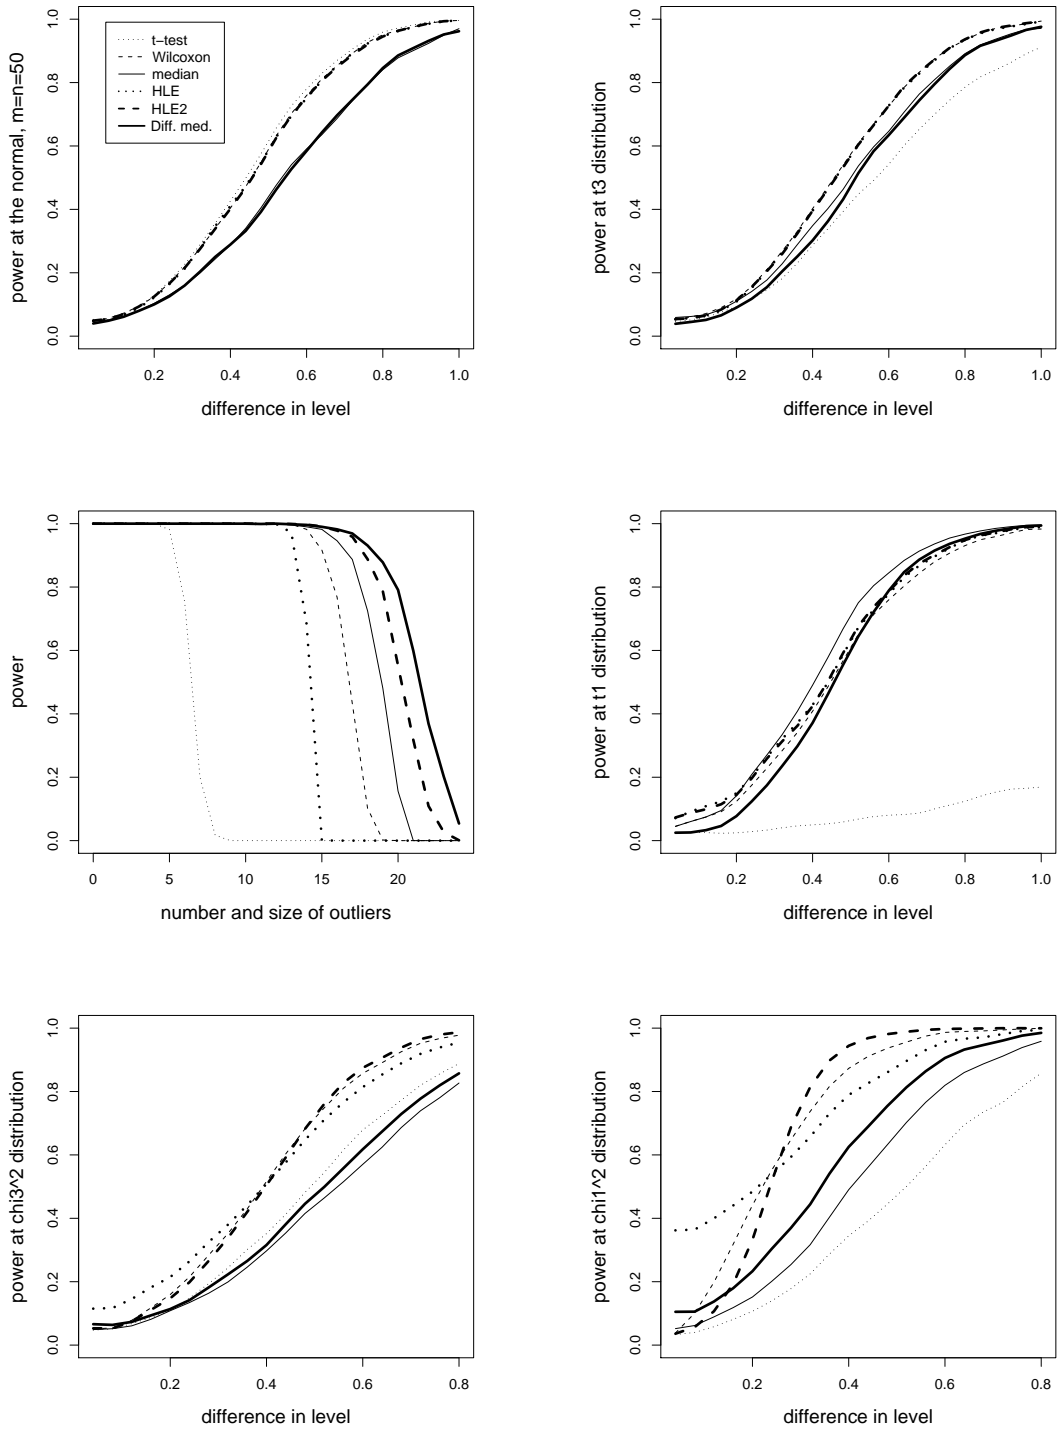 power at the normal, m=n=50
0.0 0.2 0.4 0.6 0.8 1.0
t−test
Wilcoxon
median
HLE
HLE2
Diff. med.
0.2 0.4 0.6 0.8 1.0
difference in level
power at t3 distribution
0.0 0.2 0.4 0.6 0.8 1.0
0.2 0.4 0.6 0.8 1.0
difference in level
power
0.0 0.2 0.4 0.6 0.8 1.0
0 5 10 15 20
number and size of outliers
power at t1 distribution
0.0 0.2 0.4 0.6 0.8 1.0
0.2 0.4 0.6 0.8 1.0
difference in level
power at chi3^2 distribution
0.0 0.2 0.4 0.6 0.8 1.0
0.2 0.4 0.6 0.8
difference in level
power at chi1^2 distribution
0.0 0.2 0.4 0.6 0.8 1.0
0.2 0.4 0.6 0.8
difference in level